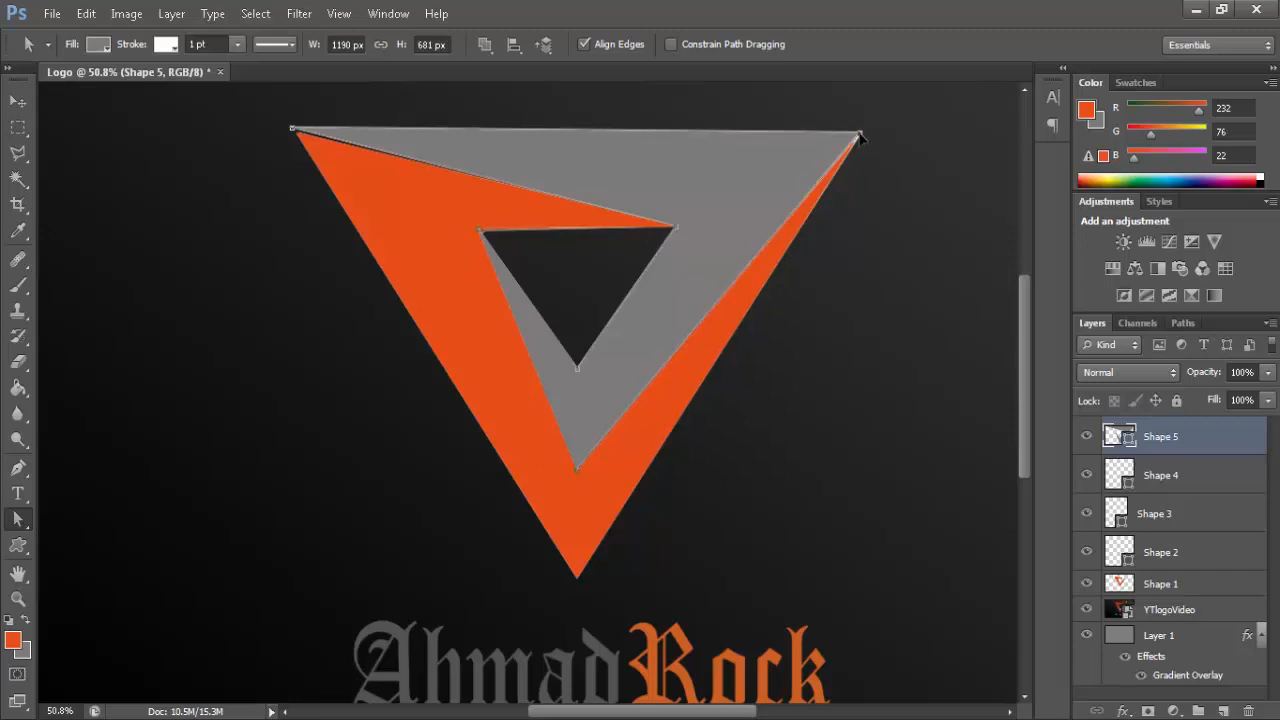 Ps File Edit Image Layer Type Select Filter View Window Help
Fill: Stroke: 1 pt W: 1190 px H: 681 px Align Edges Constrain Path Dragging Essentials
Logo @ 50.8% (Shape 5, RGB/8) * ×
Color Swatches
R 232
G 76
B 22
Adjustments Styles
Add an adjustment
Layers Channels Paths
Kind
Normal Opacity: 100%
Lock: Fill: 100%
Shape 5
Shape 4
Shape 3
Shape 2
Shape 1
YTlogoVideo
Layer 1 fx
Effects
Gradient Overlay
AhmadRock
50.8% Doc: 10.5M/15.3M